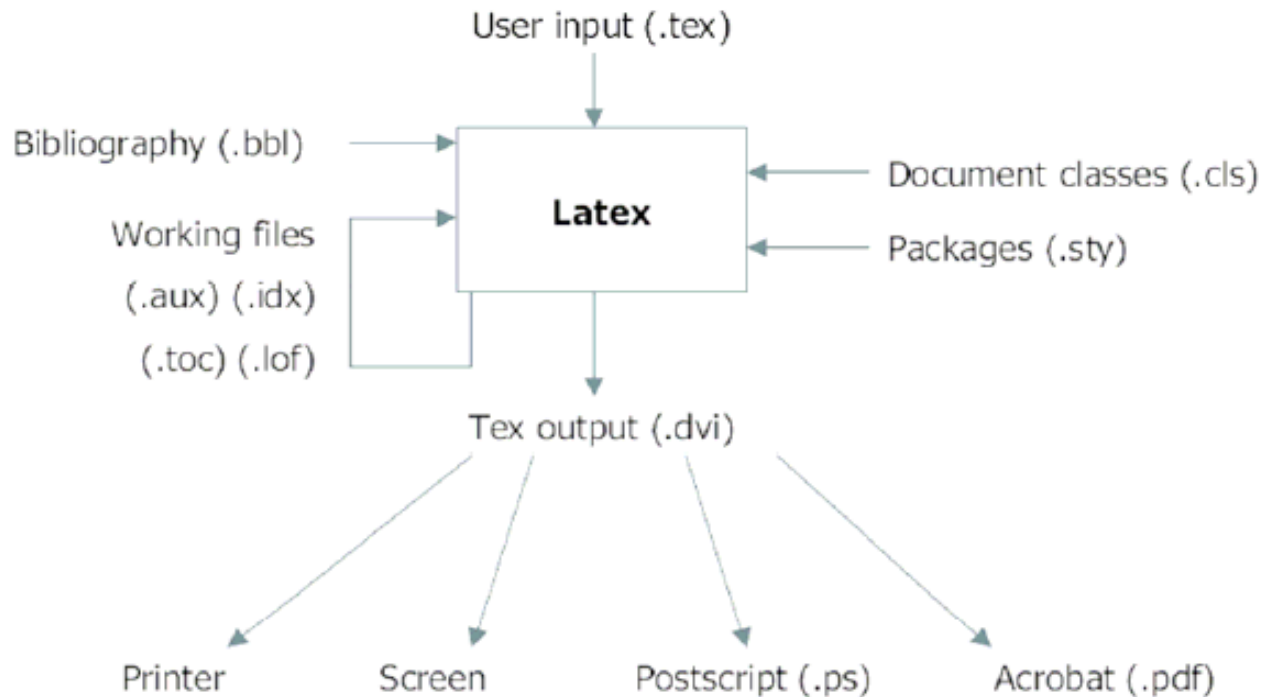 User input (.tex)
Bibliography (.bbl)
Document classes (.cls)
Latex
Working files
Packages (.sty)
(.aux) (.idx)
(.toc) (.lof)
Tex output (.dvi)
Printer
Screen
Postscript (.ps)
Acrobat (.pdf)